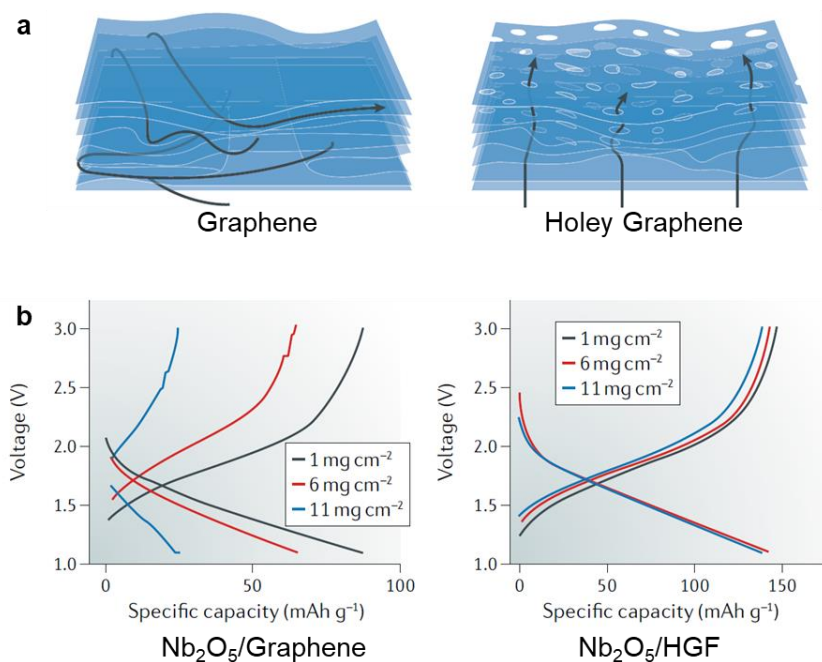 a
Graphene
Holey Graphene
b
Voltage (V)
3.0
2.5
2.0
1.5
1.0
1 mg cm⁻²
6 mg cm⁻²
11 mg cm⁻²
0
50
100
Specific capacity (mAh g⁻¹)
Nb₂O₅/Graphene
Voltage (V)
3.0
2.5
2.0
1.5
1.0
1 mg cm⁻²
6 mg cm⁻²
11 mg cm⁻²
0
50
100
150
Specific capacity (mAh g⁻¹)
Nb₂O₅/HGF